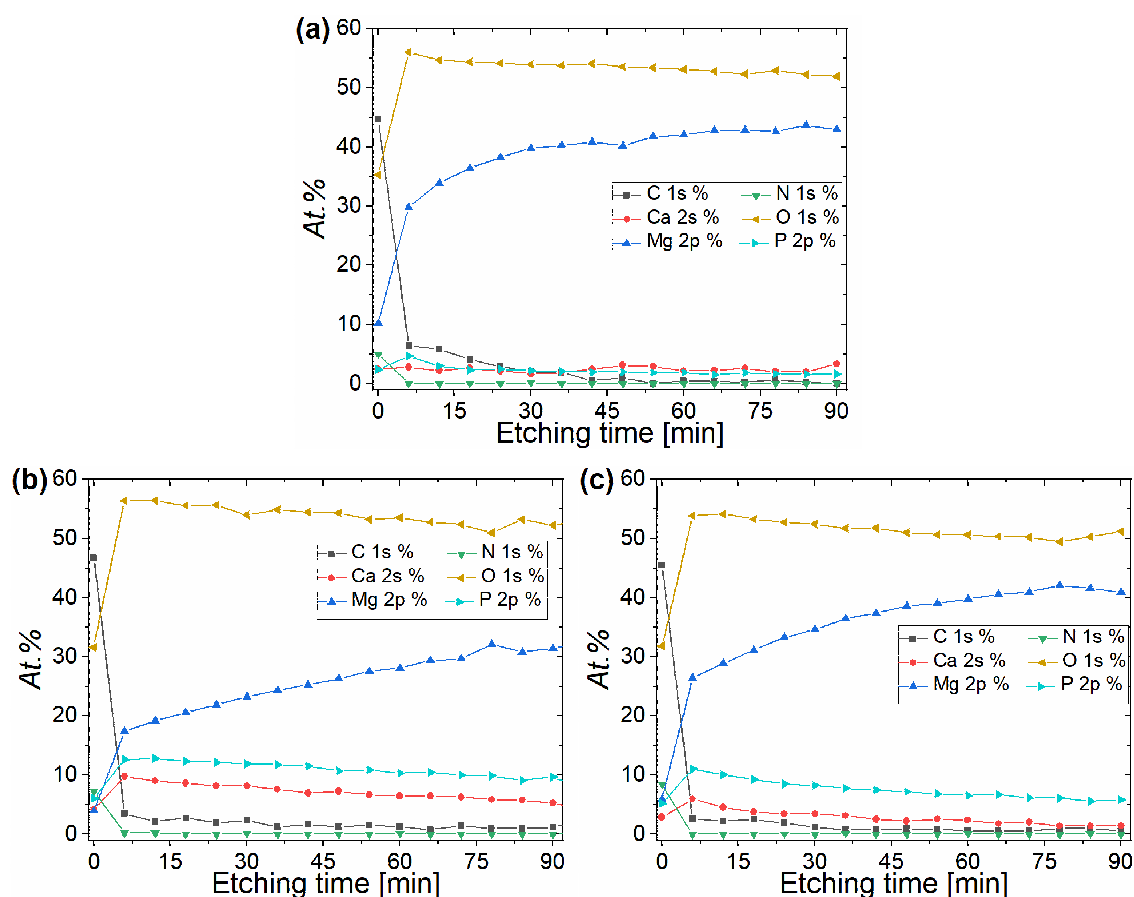 (a)
60
50
40
30
20
10
0
At.%
C 1s %
N 1s %
Ca 2s %
O 1s %
Mg 2p %
P 2p %
0 15 30 45 60 75 90
Etching time [min]
(b)
60
50
40
30
20
10
0
At.%
C 1s %
N 1s %
Ca 2s %
O 1s %
Mg 2p %
P 2p %
0 15 30 45 60 75 90
Etching time [min]
(c)
60
50
40
30
20
10
0
At.%
C 1s %
N 1s %
Ca 2s %
O 1s %
Mg 2p %
P 2p %
0 15 30 45 60 75 90
Etching time [min]